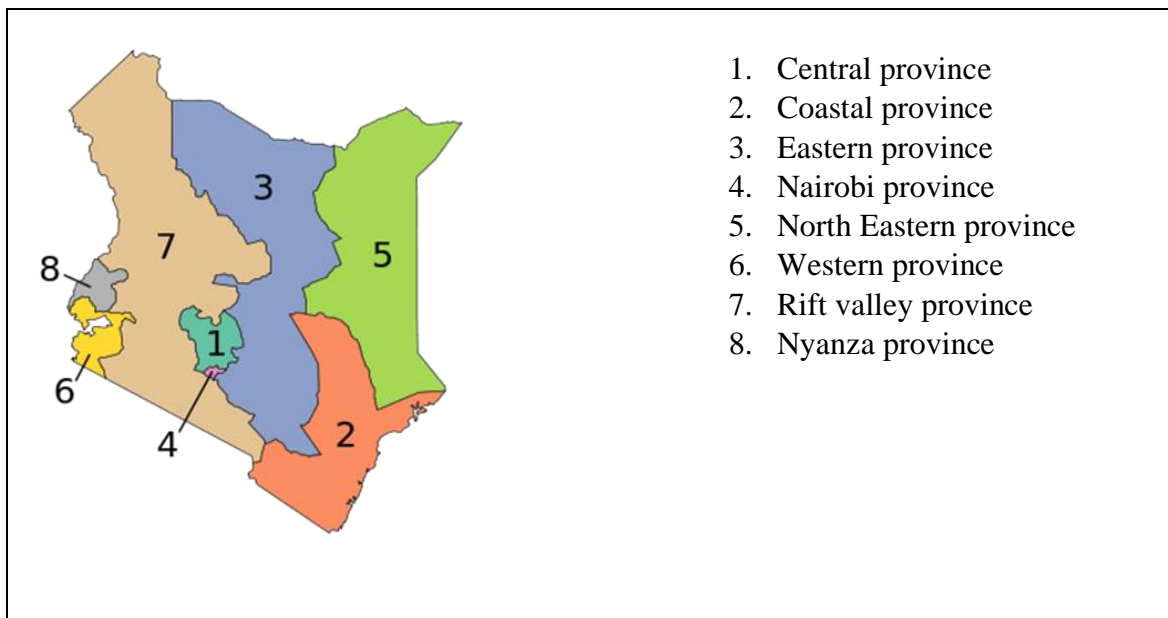 1. Central province
2. Coastal province
3. Eastern province
4. Nairobi province
5. North Eastern province
6. Western province
7. Rift valley province
8. Nyanza province
3
7
5
8
1
6
4
2